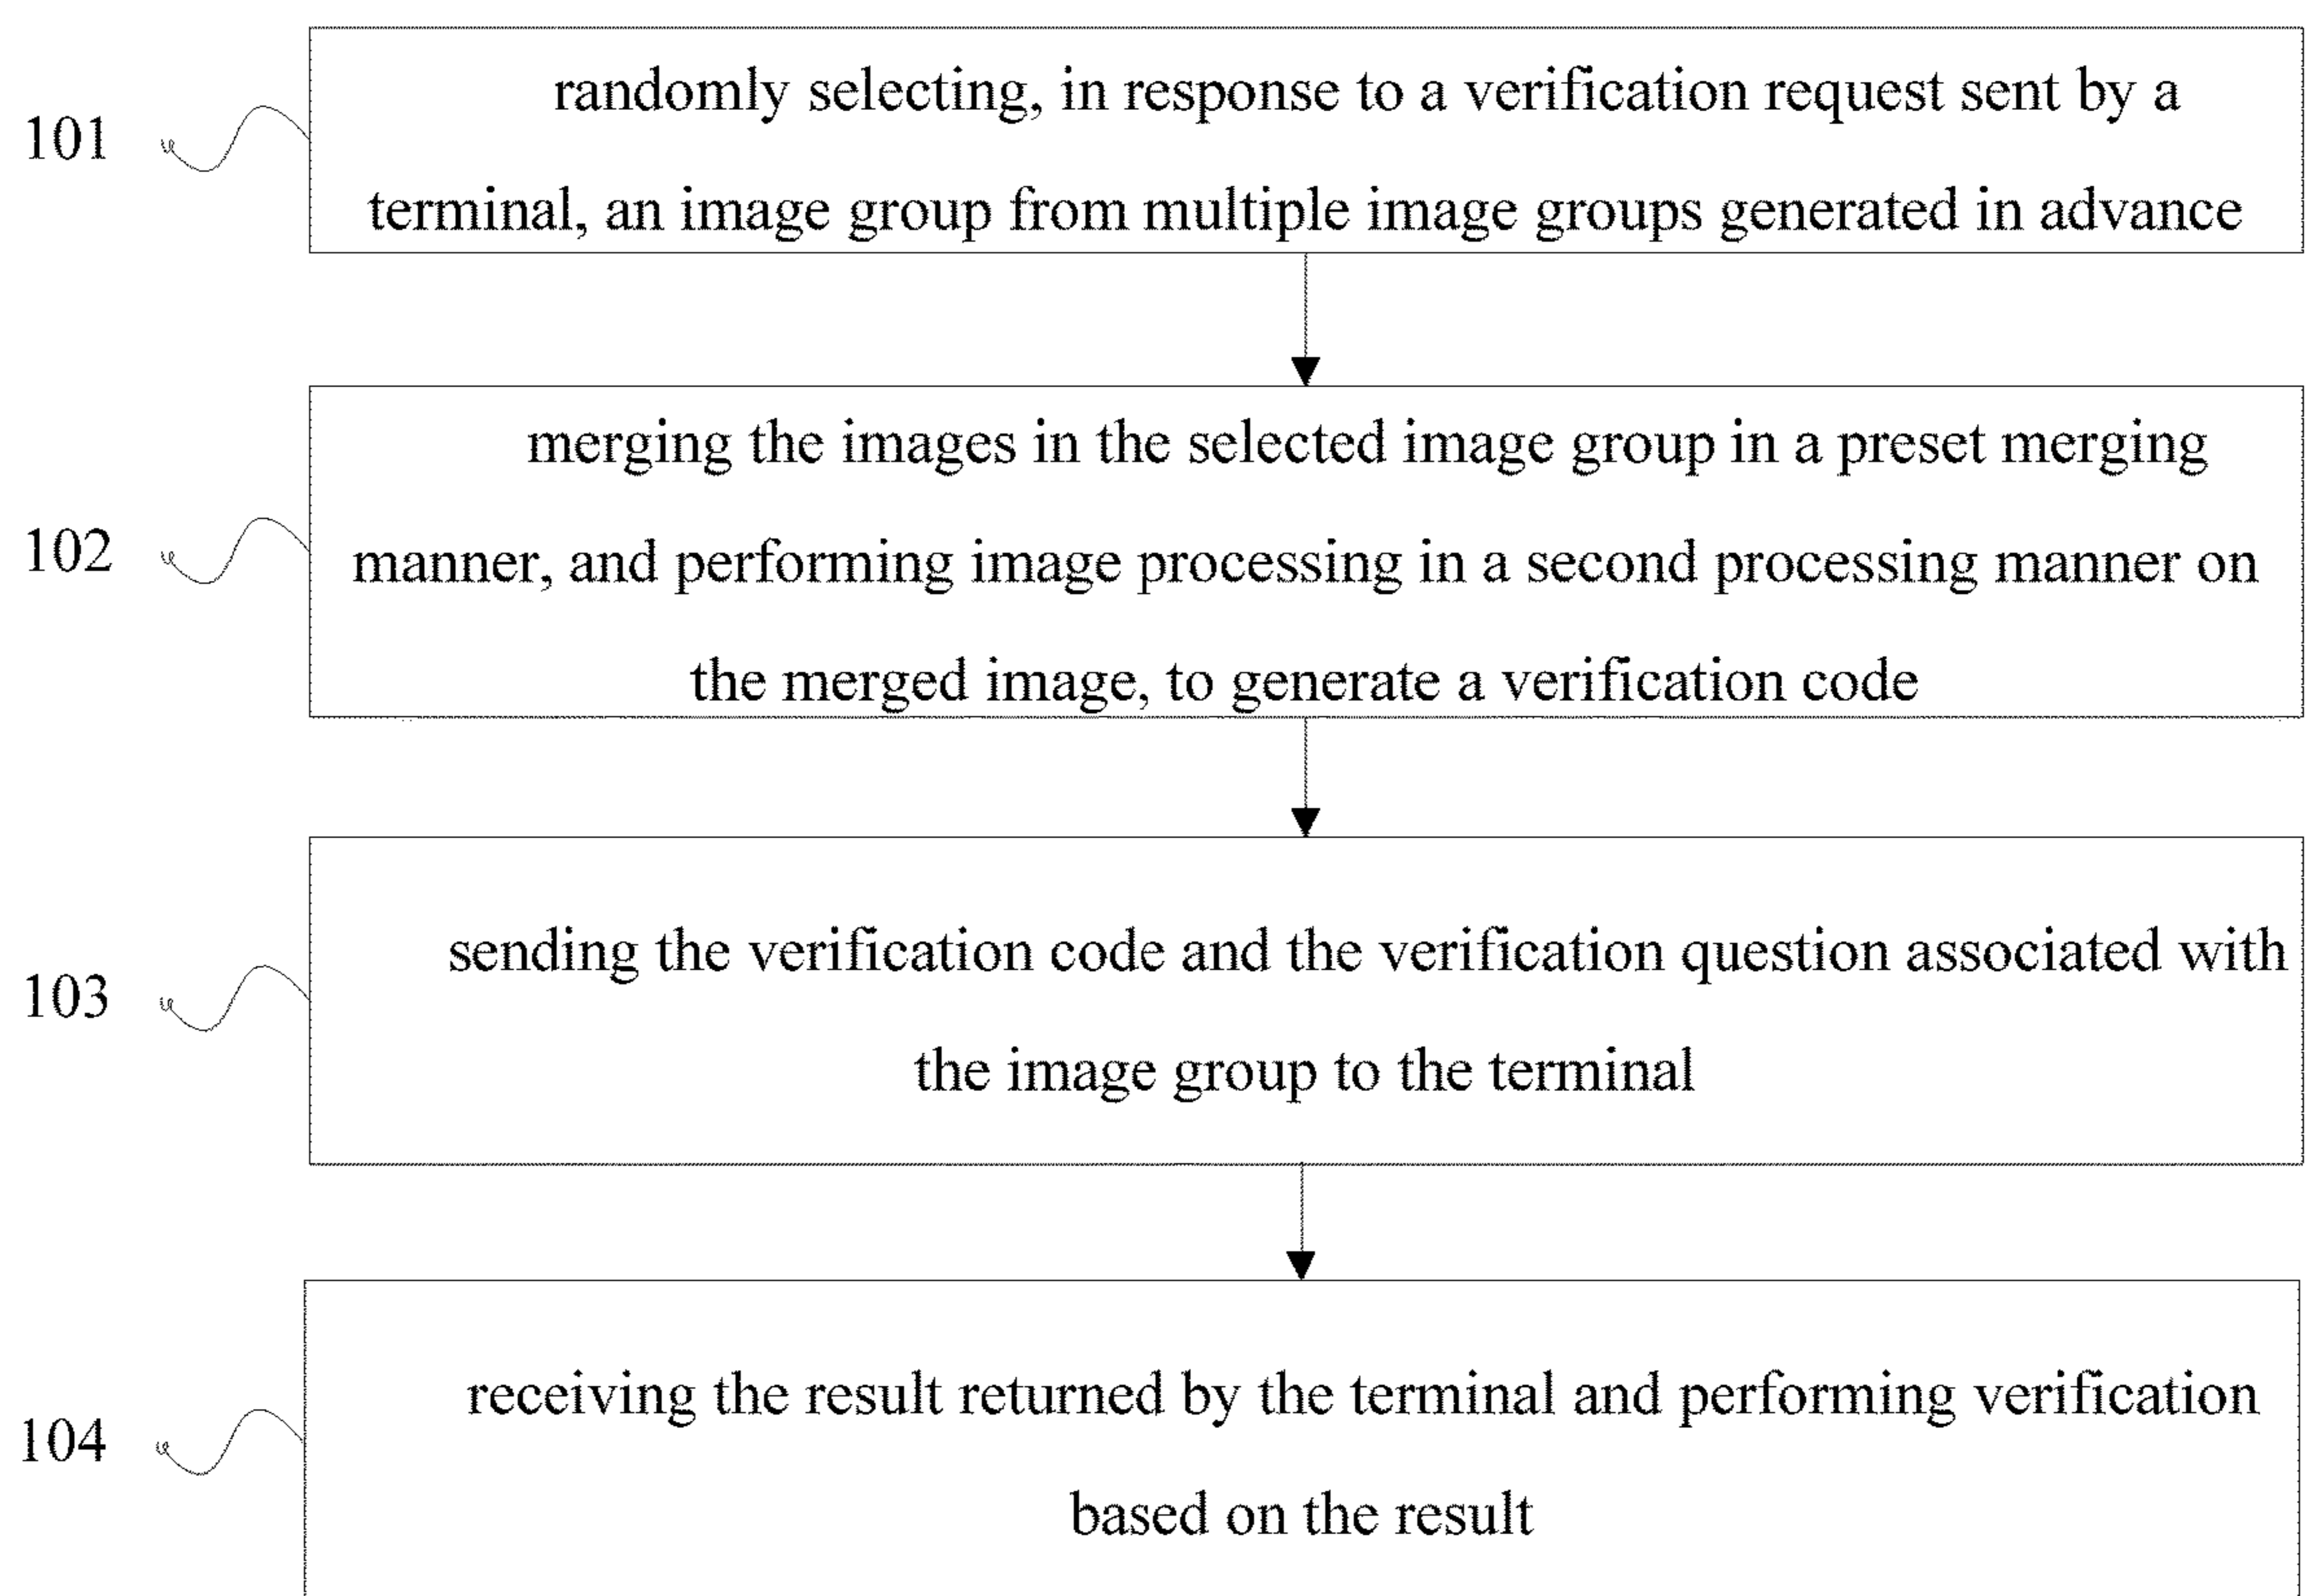 101
randomly selecting, in response to a verification request sent by a
terminal, an image group from multiple image groups generated in advance
102
merging the images in the selected image group in a preset merging
manner, and performing image processing in a second processing manner on
the merged image, to generate a verification code
103
sending the verification code and the verification question associated with
the image group to the terminal
104
receiving the result returned by the terminal and performing verification
based on the result